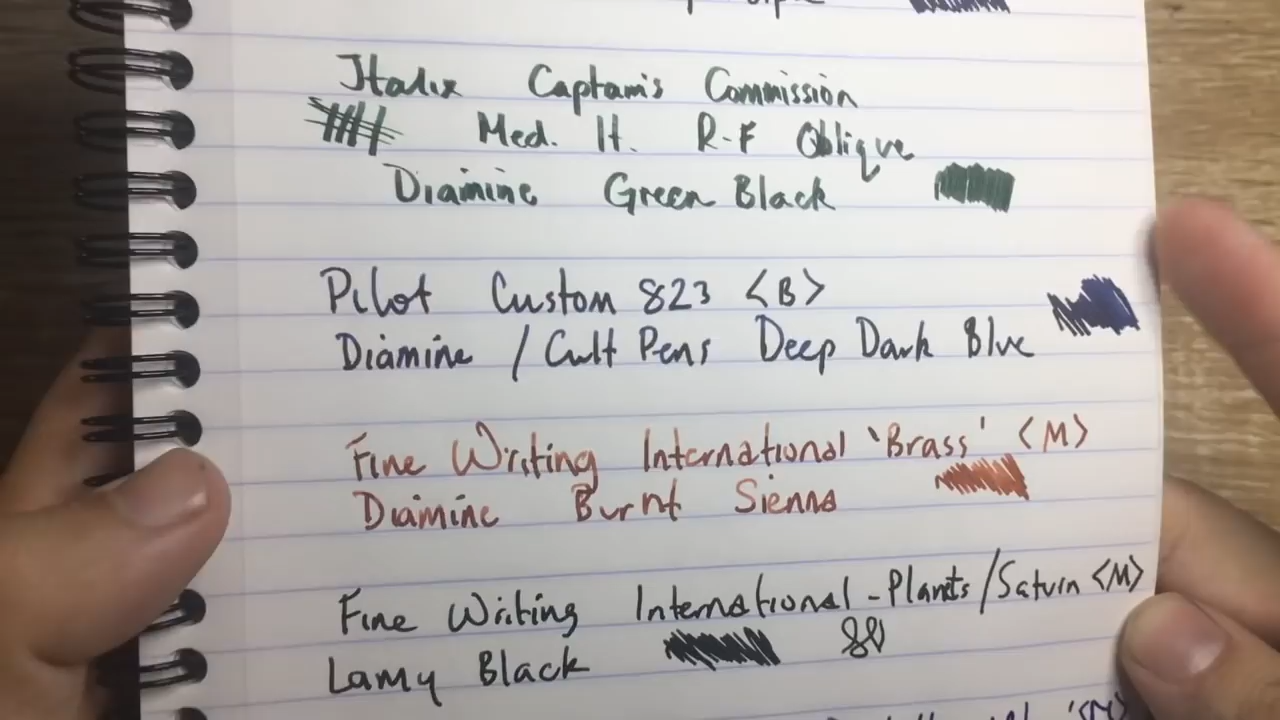 Italix Captain's Commission
Med. It. R-F Oblique
Diamine Green Black
Pilot Custom 823 <B>
Diamine / Cult Pens Deep Dark Blue
Fine Writing International 'Brass' <M>
Diamine Burnt Sienna
Fine Writing International - Planets / Saturn <M>
Lamy Black